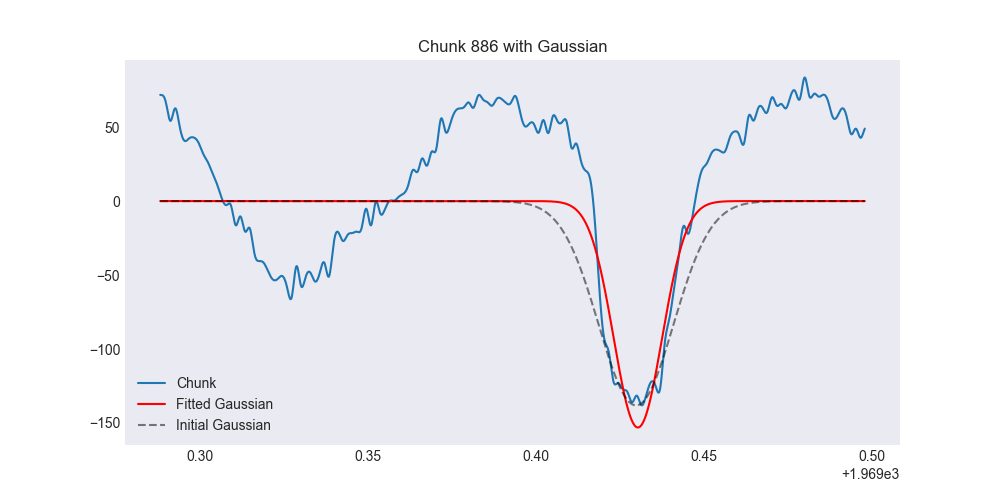 Chunk 886 with Gaussian
50
0
−50
−100
−150
Chunk
Fitted Gaussian
Initial Gaussian
0.30 0.35 0.40 0.45 0.50
+1.969e3